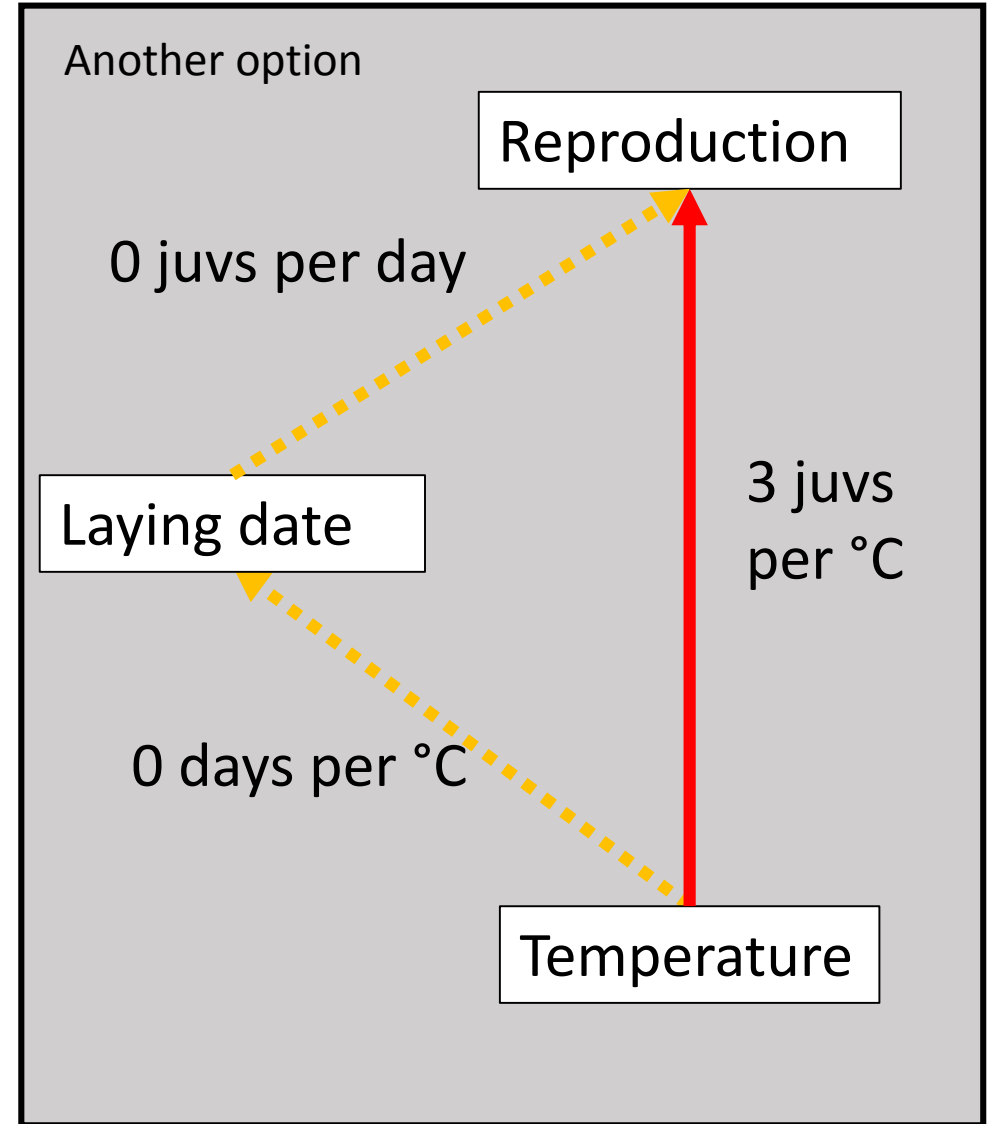 Another option
Reproduction
0 juvs per day
3 juvs
per °C
Laying date
0 days per °C
Temperature